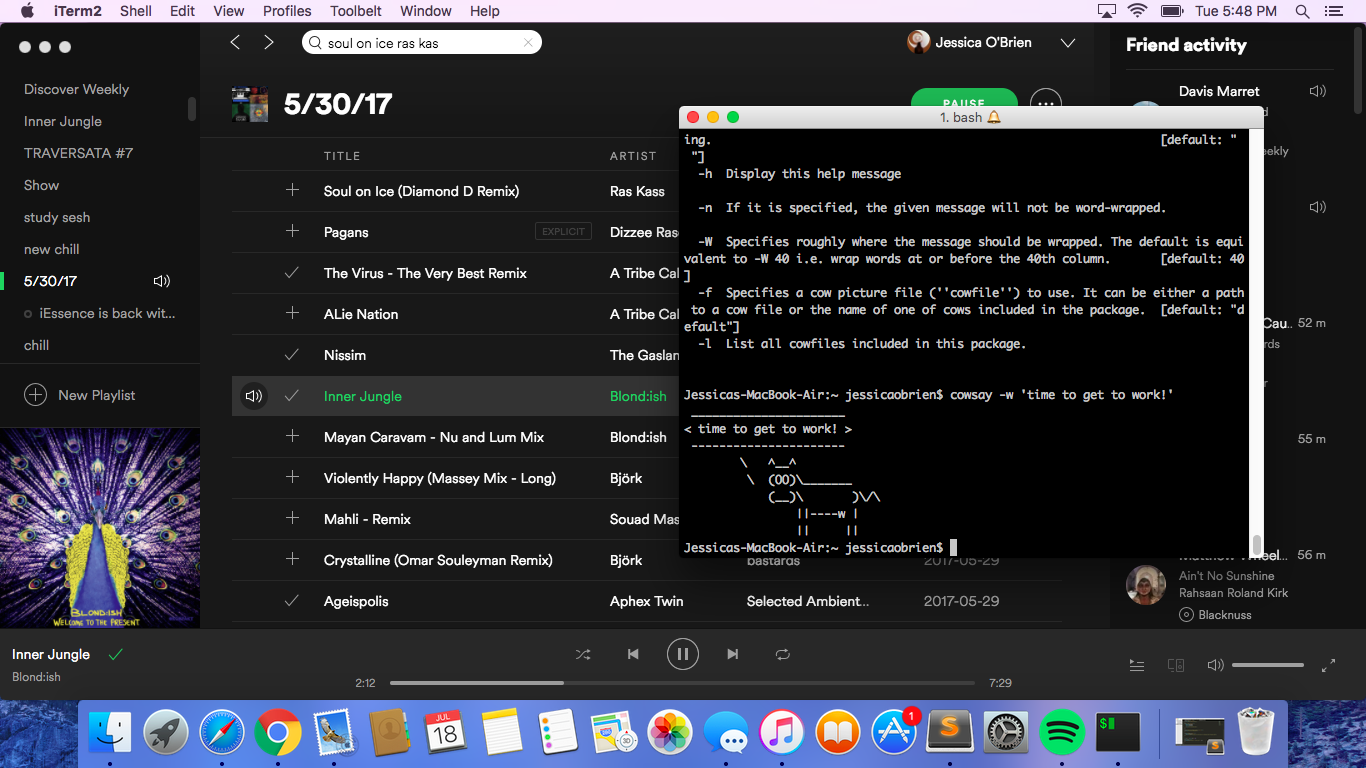 iTerm2 Shell Edit View Profiles Toolbelt Window Help Tue 5:48 PM
soul on ice ras kas
Jessica O'Brien
Friend activity
Discover Weekly
Inner Jungle
TRAVERSATA #7
Show
study sesh
new chill
5/30/17
iEssence is back wit...
chill
New Playlist
BLOND:ISH
WELCOME TO THE PRESENT
5/30/17
PAUSE
TITLE ARTIST
Soul on Ice (Diamond D Remix) Ras Kass
Pagans EXPLICIT Dizzee Ras
The Virus - The Very Best Remix A Tribe Cal
ALie Nation A Tribe Cal
Nissim The Gaslan
Inner Jungle Blond:ish
Mayan Caravam - Nu and Lum Mix Blond:ish
Violently Happy (Massey Mix - Long) Björk
Mahli - Remix Souad Mas
Crystalline (Omar Souleyman Remix) Björk bastards 2017-05-29
Ageispolis Aphex Twin Selected Ambient... 2017-05-29
1. bash
ing. [default: "
"]
-h Display this help message
-n If it is specified, the given message will not be word-wrapped.
-W Specifies roughly where the message should be wrapped. The default is equi
valent to -W 40 i.e. wrap words at or before the 40th column. [default: 40
]
-f Specifies a cow picture file (''cowfile'') to use. It can be either a path
to a cow file or the name of one of cows included in the package. [default: "d
efault"]
-l List all cowfiles included in this package.
Jessicas-MacBook-Air:~ jessicaobrien$ cowsay -w 'time to get to work!'
 ______________________
< time to get to work! >
 ----------------------
        \   ^__^
         \  (OO)\_______
            (__)\       )\/\
                ||----w |
                ||     ||
Jessicas-MacBook-Air:~ jessicaobrien$
Davis Marret
d
eekly
Cau.. 52 m
rds
r
55 m
56 m
Ain't No Sunshine
Rahsaan Roland Kirk
Blacknuss
Inner Jungle
Blond:ish
2:12
7:29
JUL
18
1
280
3D
S
$
S